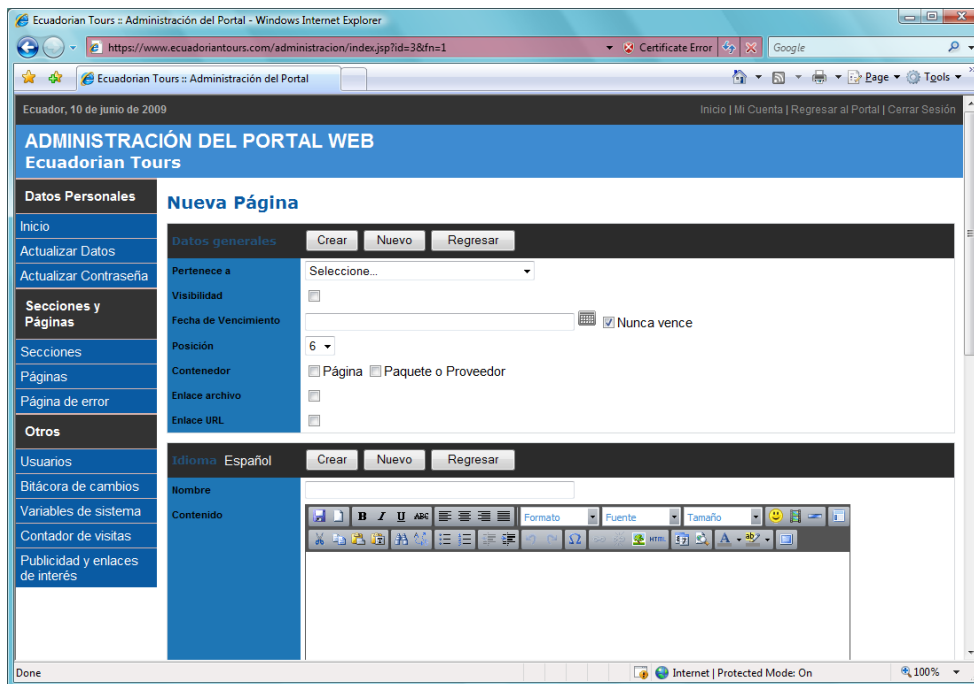 Ecuadorian Tours :: Administración del Portal - Windows Internet Explorer
https://www.ecuadoriantours.com/administracion/index.jsp?id=3&fn=1
Certificate Error
Google
Ecuadorian Tours :: Administración del Portal
Page
Tools
Ecuador, 10 de junio de 2009
Inicio | Mi Cuenta | Regresar al Portal | Cerrar Sesión
ADMINISTRACIÓN DEL PORTAL WEB
Ecuadorian Tours
Datos Personales
Inicio
Actualizar Datos
Actualizar Contraseña
Secciones y
Páginas
Secciones
Páginas
Página de error
Otros
Usuarios
Bitácora de cambios
Variables de sistema
Contador de visitas
Publicidad y enlaces
de interés
Nueva Página
Datos generales Crear Nuevo Regresar
Pertenece a Seleccione...
Visibilidad
Fecha de Vencimiento Nunca vence
Posición 6
Contenedor Página Paquete o Proveedor
Enlace archivo
Enlace URL
Idioma Español Crear Nuevo Regresar
Nombre
Contenido
B I U ABC Formato Fuente Tamaño
Ω HTML A ab
Done
Internet | Protected Mode: On
100%